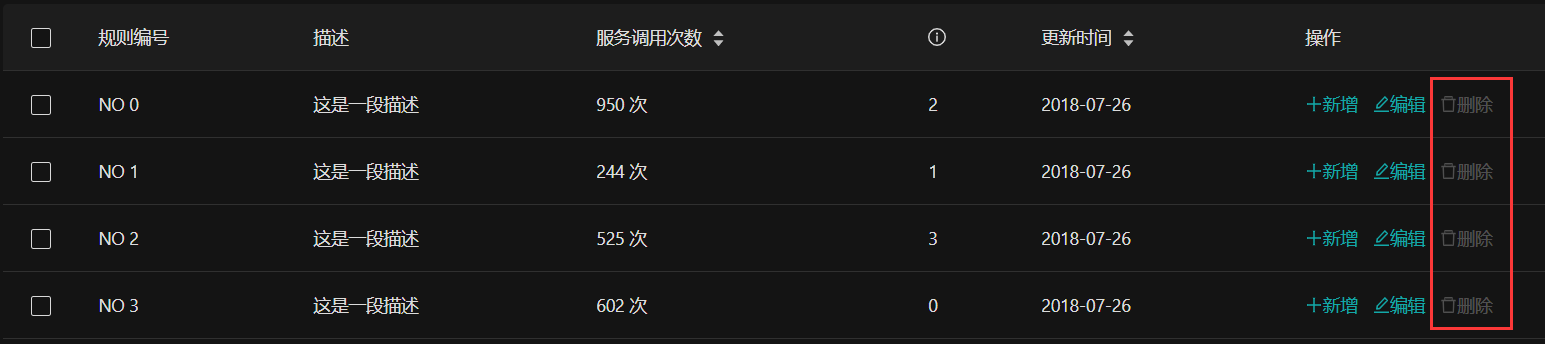 规则编号 描述 服务调用次数 更新时间 操作
NO 0 这是一段描述 950 次 2 2018-07-26 新增 编辑 删除
NO 1 这是一段描述 244 次 1 2018-07-26 新增 编辑 删除
NO 2 这是一段描述 525 次 3 2018-07-26 新增 编辑 删除
NO 3 这是一段描述 602 次 0 2018-07-26 新增 编辑 删除